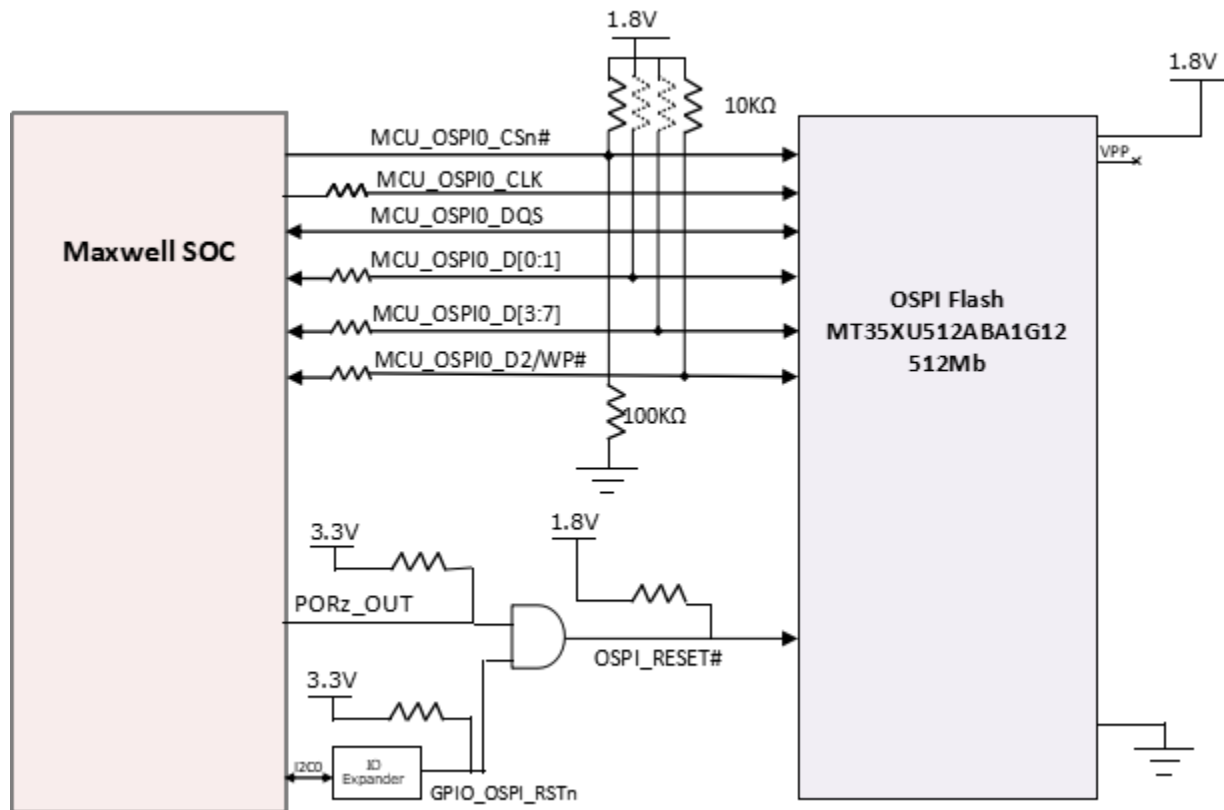 1.8V
1.8V
10KΩ
MCU_OSPI0_CSn#
VPP
MCU_OSPI0_CLK
MCU_OSPI0_DQS
Maxwell SOC
MCU_OSPI0_D[0:1]
OSPI Flash
MT35XU512ABA1G12
512Mb
MCU_OSPI0_D[3:7]
MCU_OSPI0_D2/WP#
100KΩ
3.3V
1.8V
PORz_OUT
OSPI_RESET#
3.3V
I2C0
IO
Expander
GPIO_OSPI_RSTn